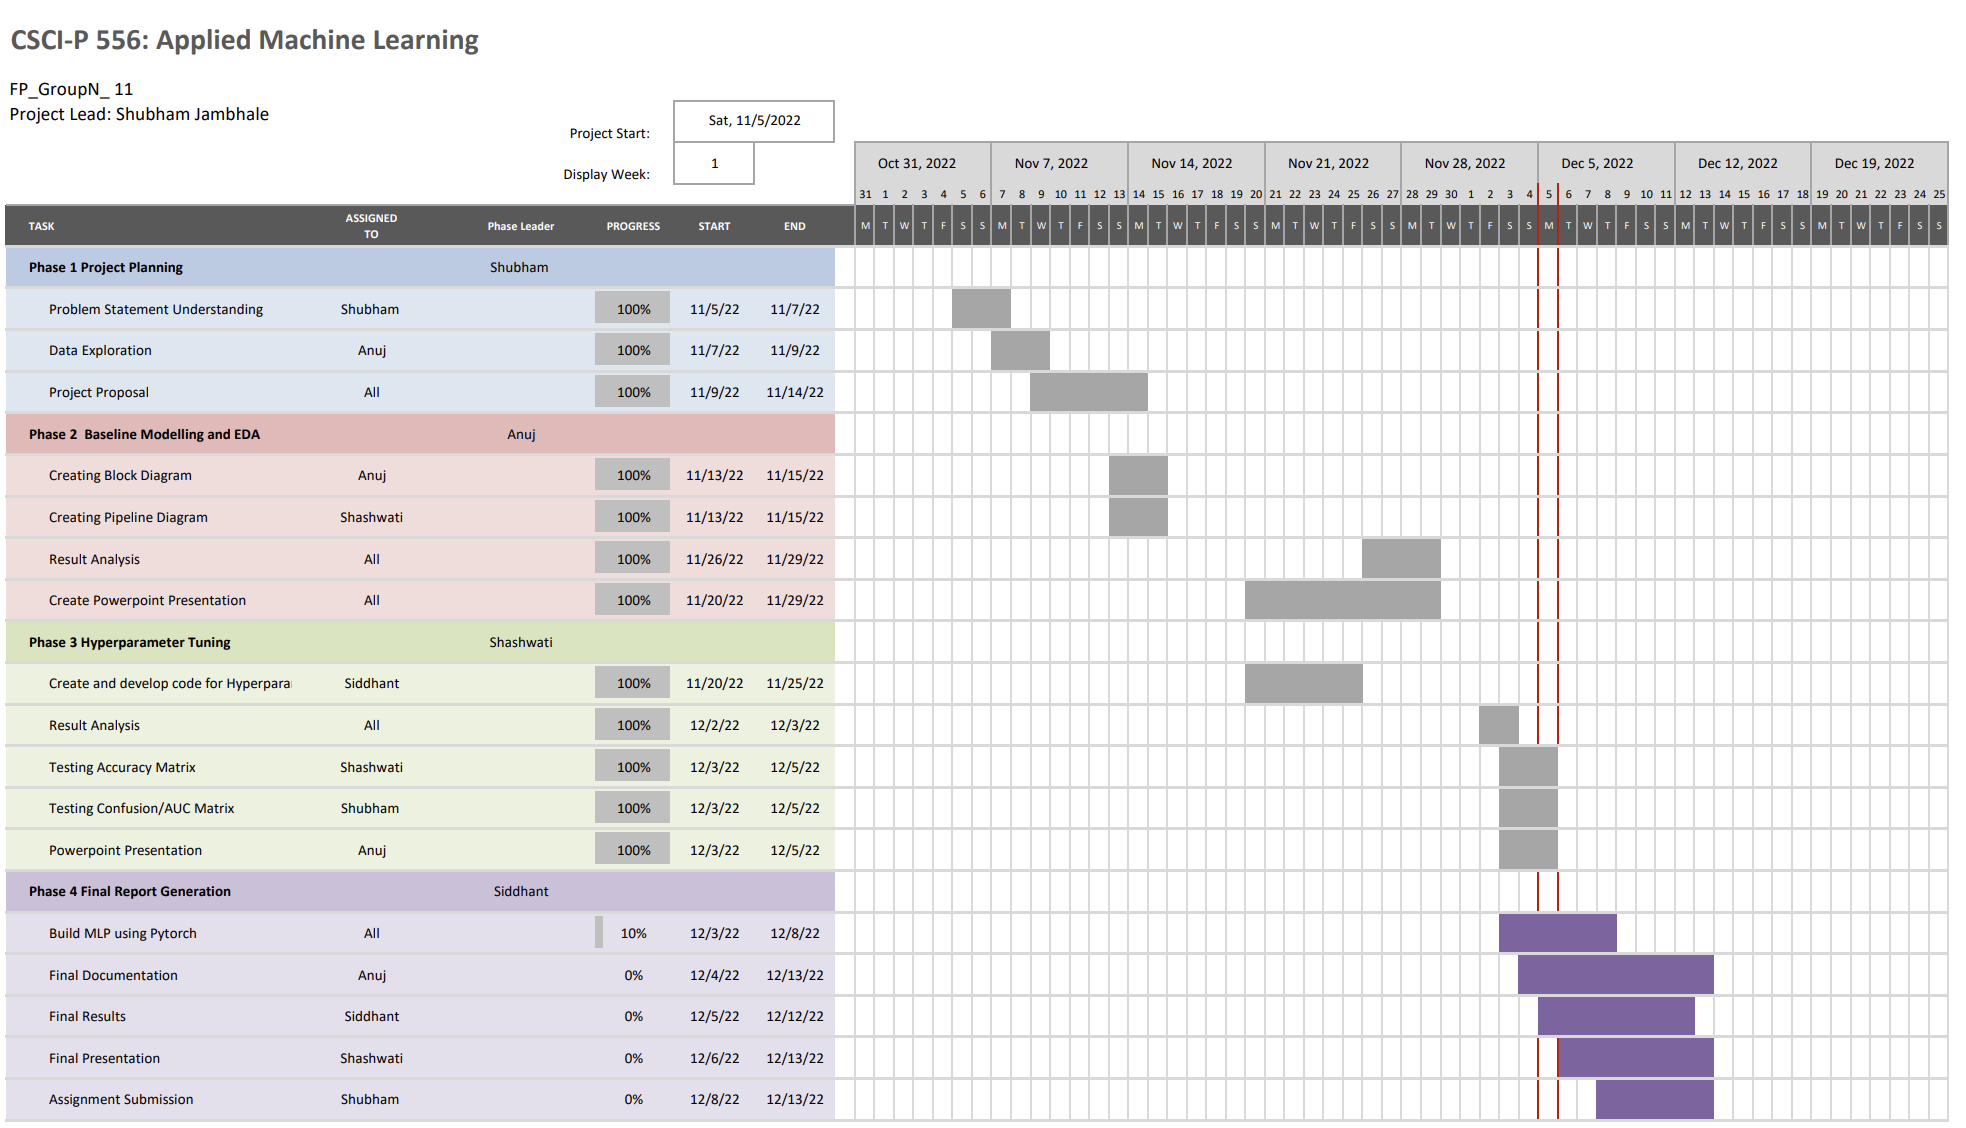 CSCI-P 556: Applied Machine Learning
FP_GroupN_ 11
Project Lead: Shubham Jambhale
Project Start: Sat, 11/5/2022
Display Week: 1
Oct 31, 2022 Nov 7, 2022 Nov 14, 2022 Nov 21, 2022 Nov 28, 2022 Dec 5, 2022 Dec 12, 2022 Dec 19, 2022
31 1 2 3 4 5 6 7 8 9 10 11 12 13 14 15 16 17 18 19 20 21 22 23 24 25 26 27 28 29 30 1 2 3 4 5 6 7 8 9 10 11 12 13 14 15 16 17 18 19 20 21 22 23 24 25
TASK ASSIGNED TO Phase Leader PROGRESS START END M T W T F S S M T W T F S S M T W T F S S M T W T F S S M T W T F S S M T W T F S S M T W T F S S M T W T F S S
Phase 1 Project Planning Shubham
Problem Statement Understanding Shubham 100% 11/5/22 11/7/22
Data Exploration Anuj 100% 11/7/22 11/9/22
Project Proposal All 100% 11/9/22 11/14/22
Phase 2  Baseline Modelling and EDA Anuj
Creating Block Diagram Anuj 100% 11/13/22 11/15/22
Creating Pipeline Diagram Shashwati 100% 11/13/22 11/15/22
Result Analysis All 100% 11/26/22 11/29/22
Create Powerpoint Presentation All 100% 11/20/22 11/29/22
Phase 3 Hyperparameter Tuning Shashwati
Create and develop code for Hyperpara Siddhant 100% 11/20/22 11/25/22
Result Analysis All 100% 12/2/22 12/3/22
Testing Accuracy Matrix Shashwati 100% 12/3/22 12/5/22
Testing Confusion/AUC Matrix Shubham 100% 12/3/22 12/5/22
Powerpoint Presentation Anuj 100% 12/3/22 12/5/22
Phase 4 Final Report Generation Siddhant
Build MLP using Pytorch All 10% 12/3/22 12/8/22
Final Documentation Anuj 0% 12/4/22 12/13/22
Final Results Siddhant 0% 12/5/22 12/12/22
Final Presentation Shashwati 0% 12/6/22 12/13/22
Assignment Submission Shubham 0% 12/8/22 12/13/22